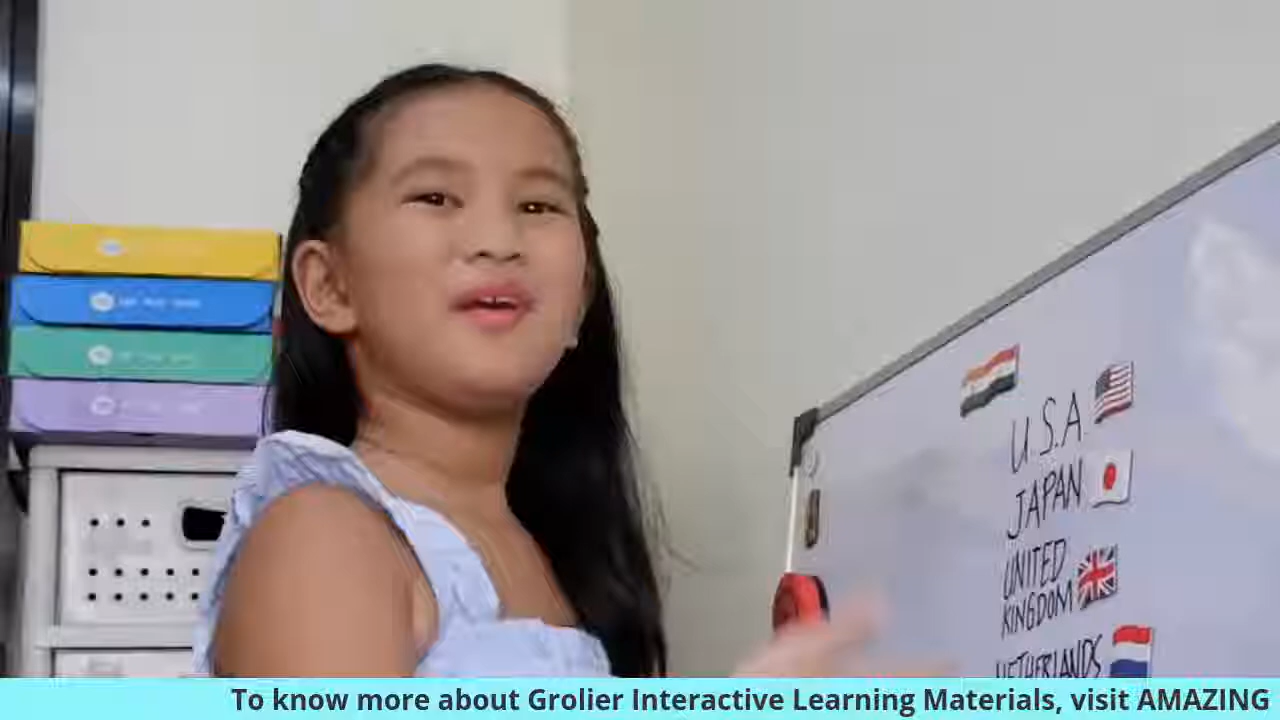 U.S.A
JAPAN
UNITED
KINGDOM
NETHERLANDS
To know more about Grolier Interactive Learning Materials, visit AMAZING